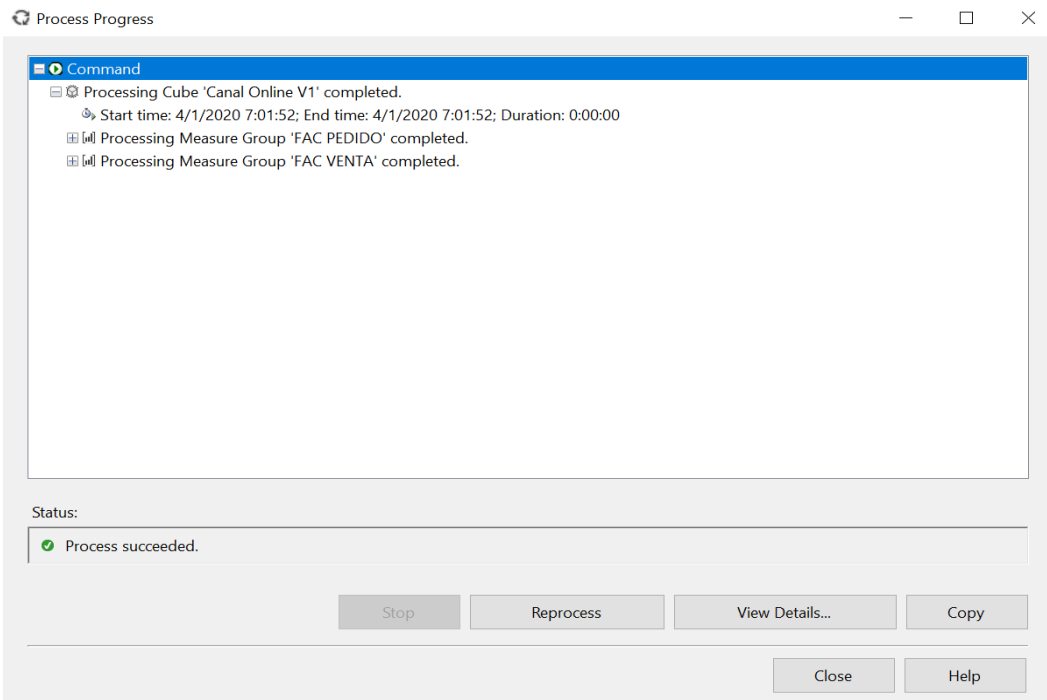 Process Progress
Command
Processing Cube 'Canal Online V1' completed.
Start time: 4/1/2020 7:01:52; End time: 4/1/2020 7:01:52; Duration: 0:00:00
Processing Measure Group 'FAC PEDIDO' completed.
Processing Measure Group 'FAC VENTA' completed.
Status:
Process succeeded.
Stop Reprocess View Details... Copy
Close Help